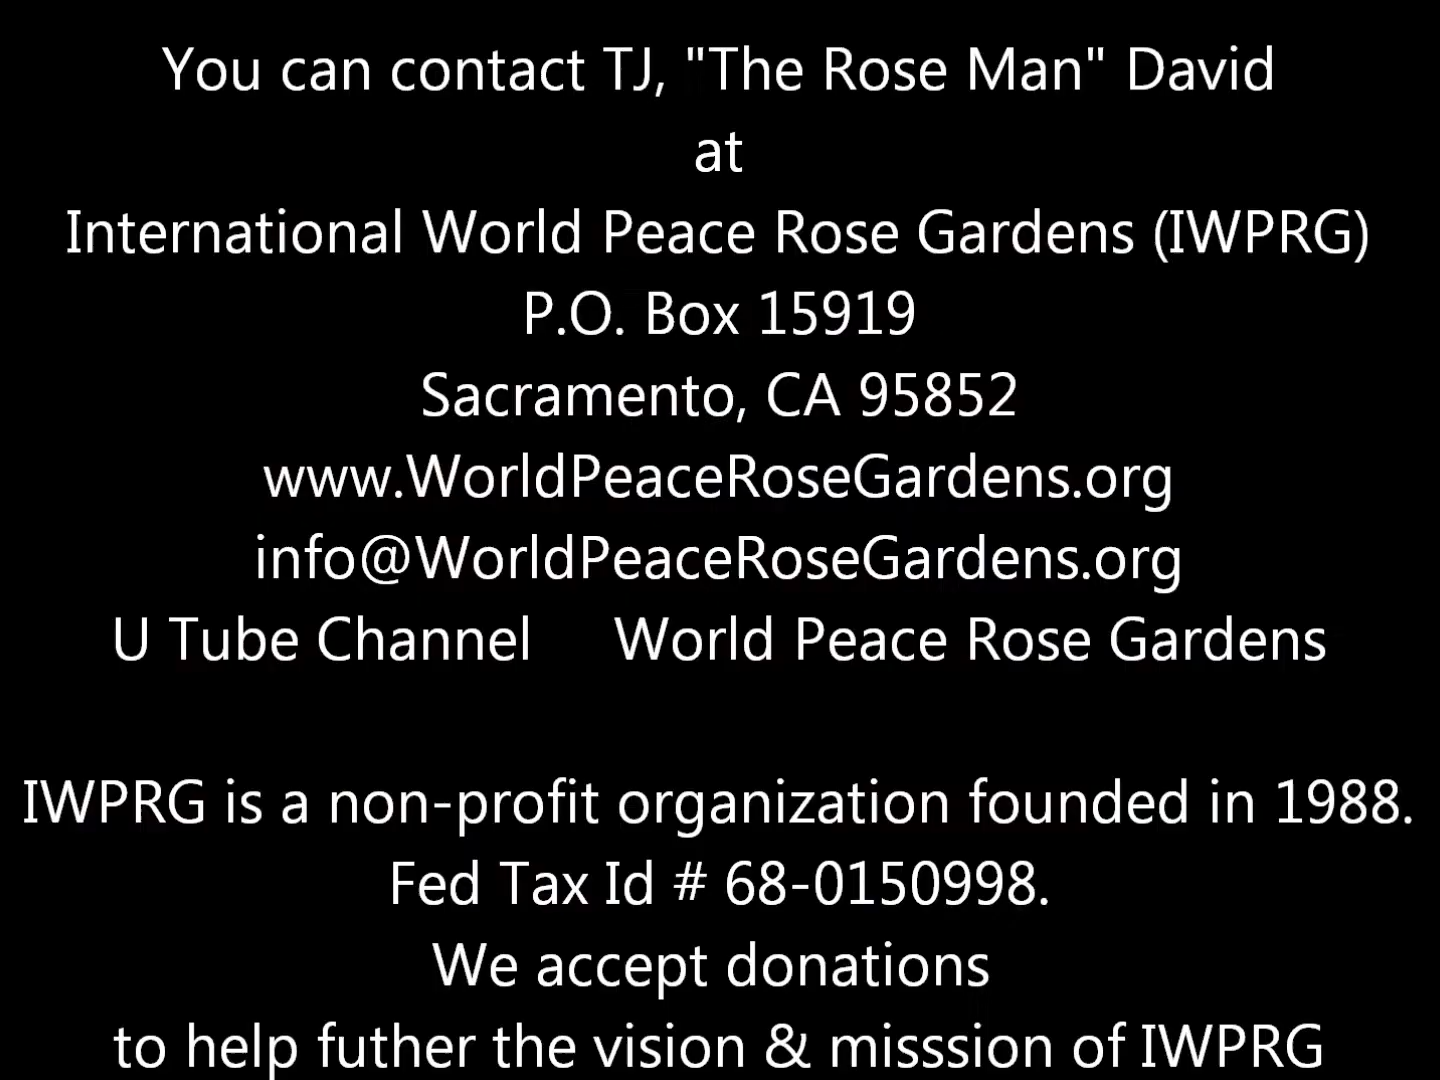 You can contact TJ, "The Rose Man" David
at
International World Peace Rose Gardens (IWPRG)
P.O. Box 15919
Sacramento, CA 95852
www.WorldPeaceRoseGardens.org
info@WorldPeaceRoseGardens.org
U Tube Channel World Peace Rose Gardens
IWPRG is a non-profit organization founded in 1988.
Fed Tax Id # 68-0150998.
We accept donations
to help futher the vision & misssion of IWPRG